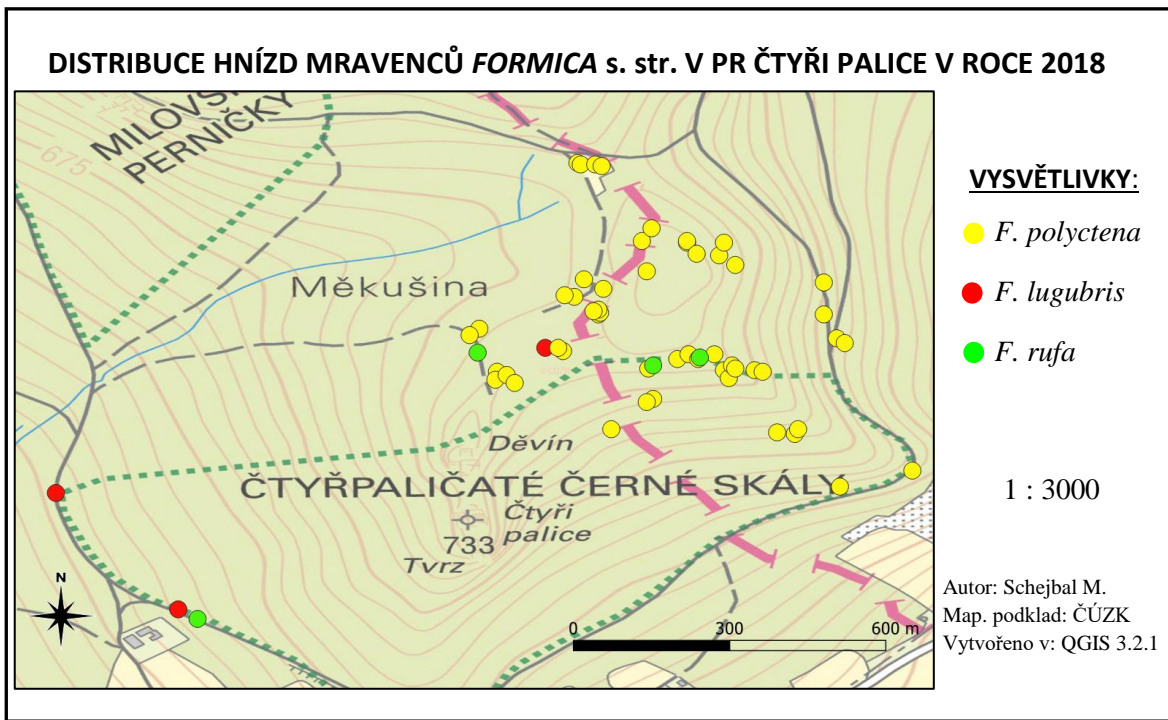 DISTRIBUCE HNÍZD MRAVENCŮ FORMICA s. str. V PR ČTYŘI PALICE V ROCE 2018
MILOVSK
PERNIČKY
675
Měkušina
Děvín
ČTYŘPALIČATÉ ČERNÉ SKÁLY
Čtyři
palice
733
Tvrz
N
0 300 600 m
VYSVĚTLIVKY:
F. polyctena
F. lugubris
F. rufa
1 : 3000
Autor: Schejbal M.
Map. podklad: ČÚZK
Vytvořeno v: QGIS 3.2.1